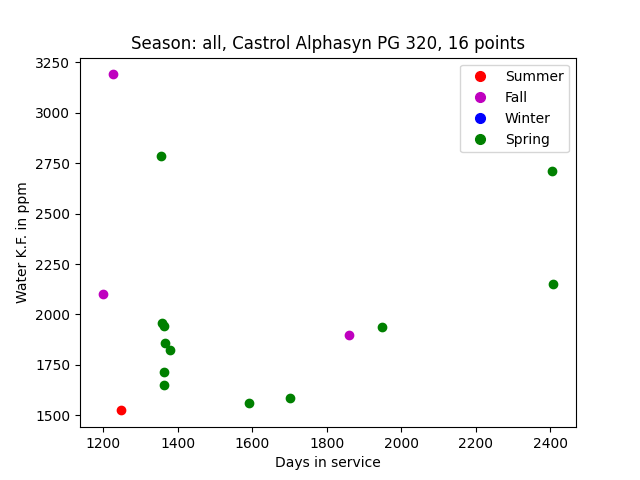 Season: all, Castrol Alphasyn PG 320, 16 points
3250
3000
2750
2500
2250
2000
1750
1500
Water K.F. in ppm
Summer
Fall
Winter
Spring
1200 1400 1600 1800 2000 2200 2400
Days in service